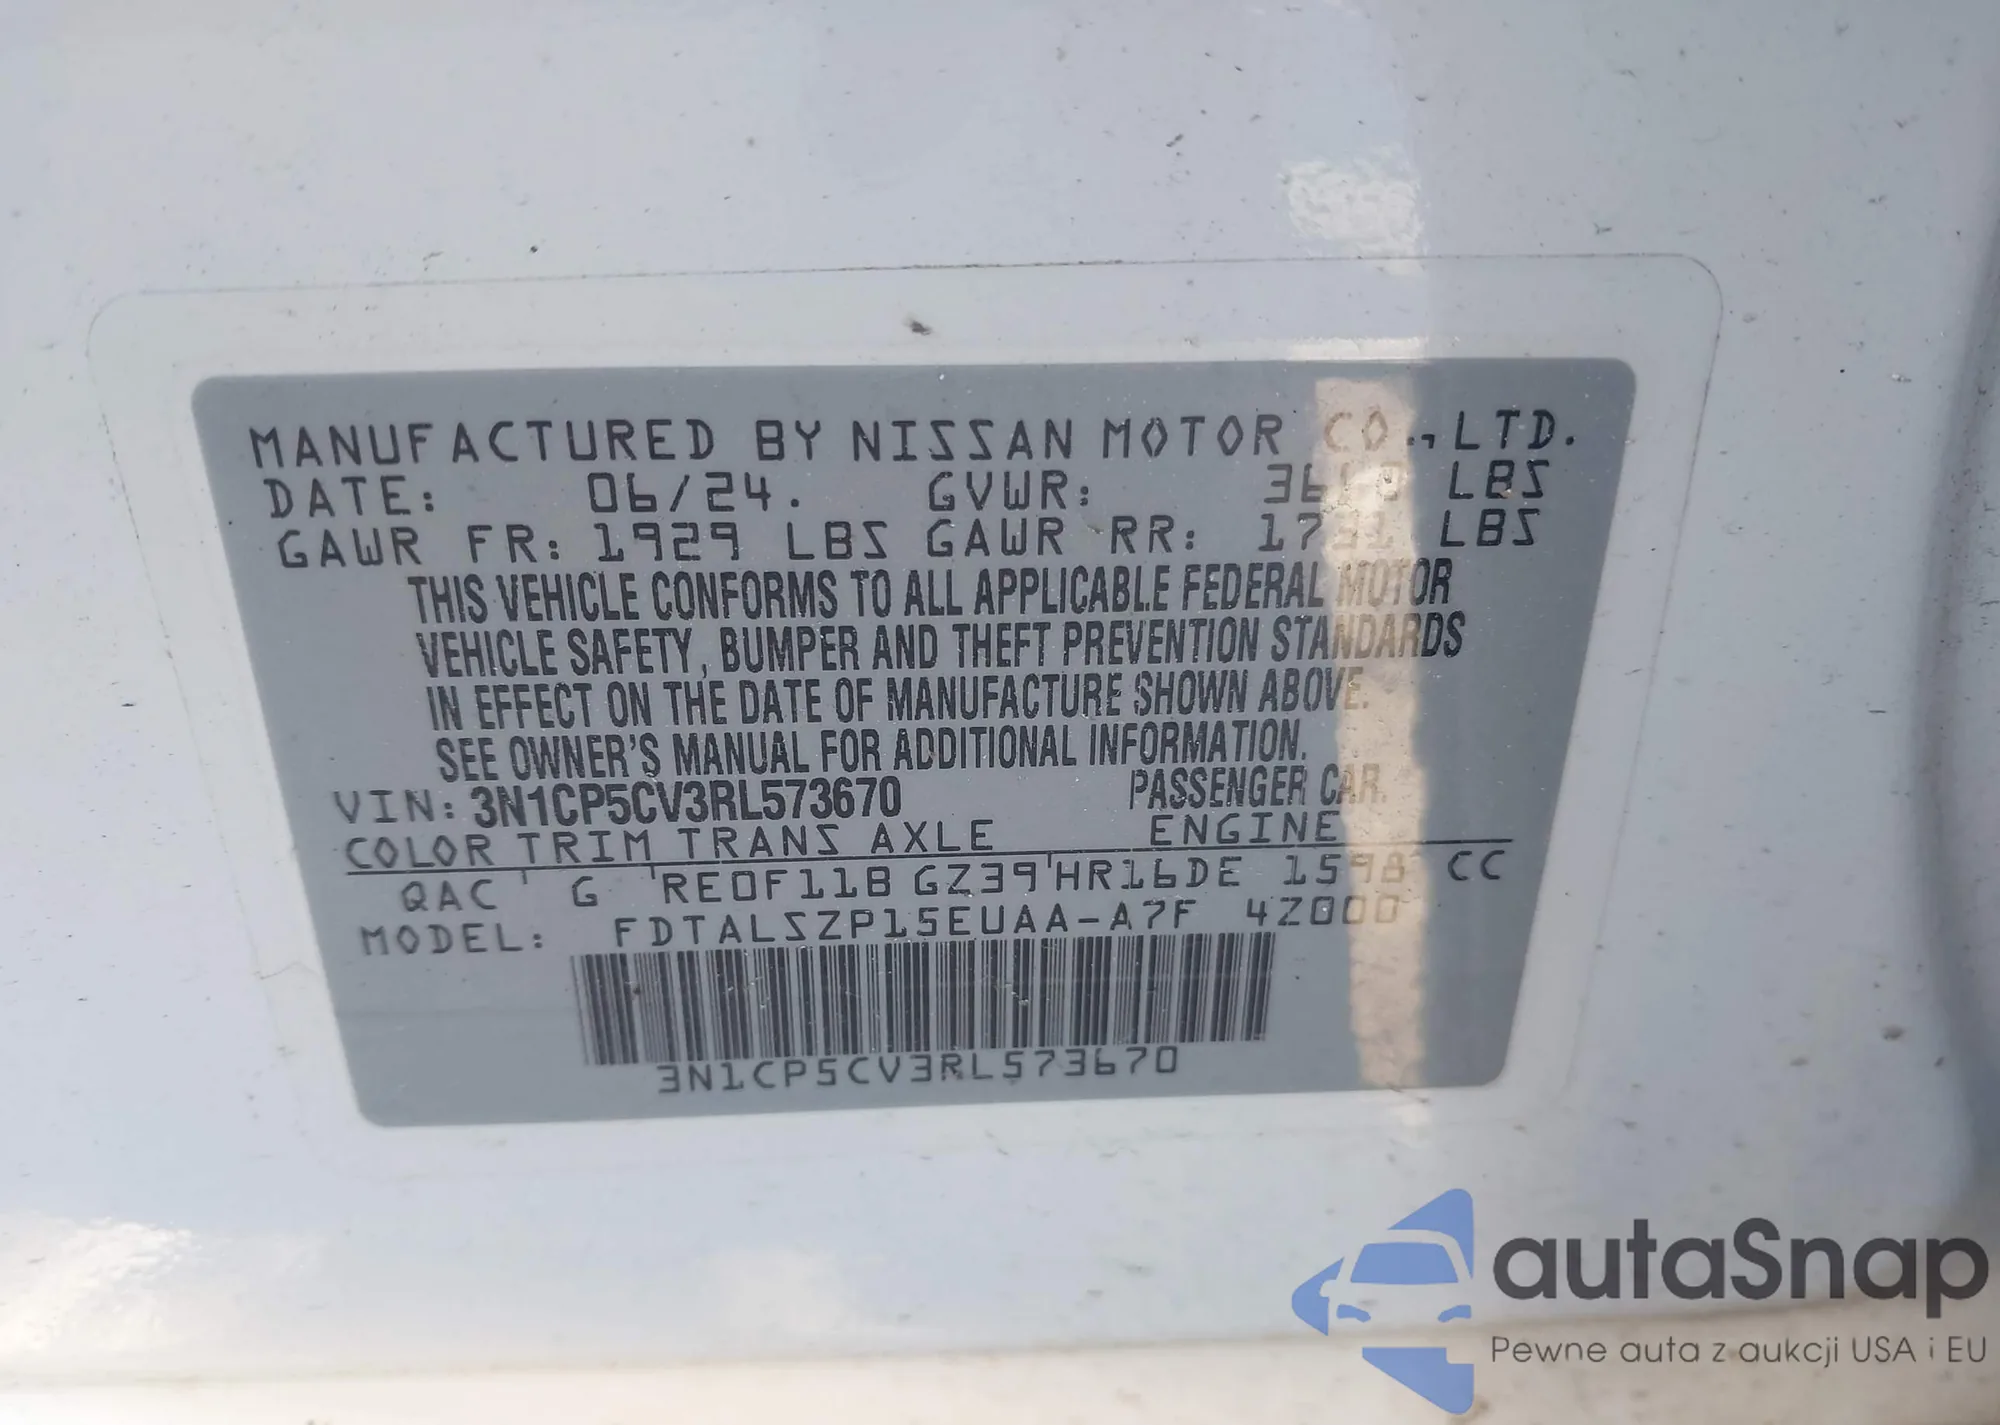 MANUFACTURED BY NISSAN MOTOR CO., LTD.
DATE: 06/24. GVWR: LBS
GAWR FR: 1929 LBS GAWR RR: LBS
THIS VEHICLE CONFORMS TO ALL APPLICABLE FEDERAL MOTOR
VEHICLE SAFETY, BUMPER AND THEFT PREVENTION STANDARDS
IN EFFECT ON THE DATE OF MANUFACTURE SHOWN ABOVE.
SEE OWNER'S MANUAL FOR ADDITIONAL INFORMATION.
VIN: 3N1CP5CV3RL573670 PASSENGER CAR.
COLOR TRIM TRANS AXLE ENGINE
QAC G RE0F11B GZ39 HR16DE 1598 CC
MODEL: FDTALSZP15EUAA-A7F 42000
3N1CP5CV3RL573670
autaSnap
Pewne auta z aukcji USA i EU